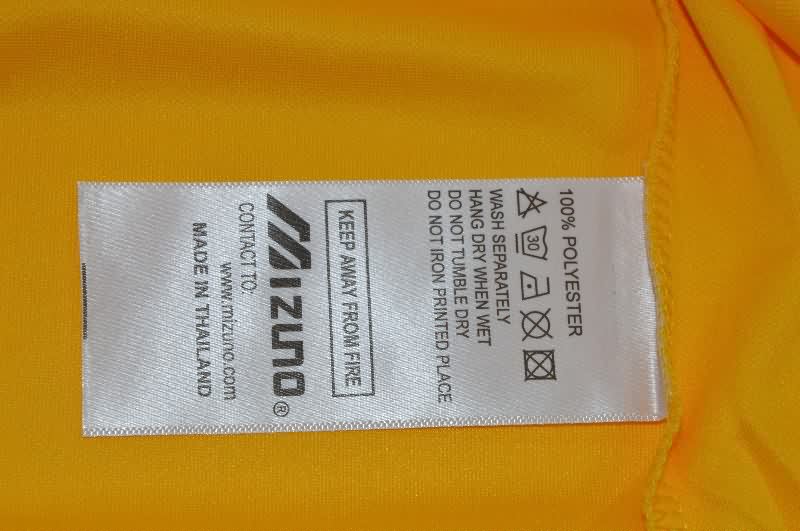 100% POLYESTER
30
WASH SEPARATELY
HANG DRY WHEN WET
DO NOT TUMBLE DRY
DO NOT IRON PRINTED PLACE
KEEP AWAY FROM FIRE
MIZUNO®
CONTACT TO:
www.mizuno.com
MADE IN THAILAND